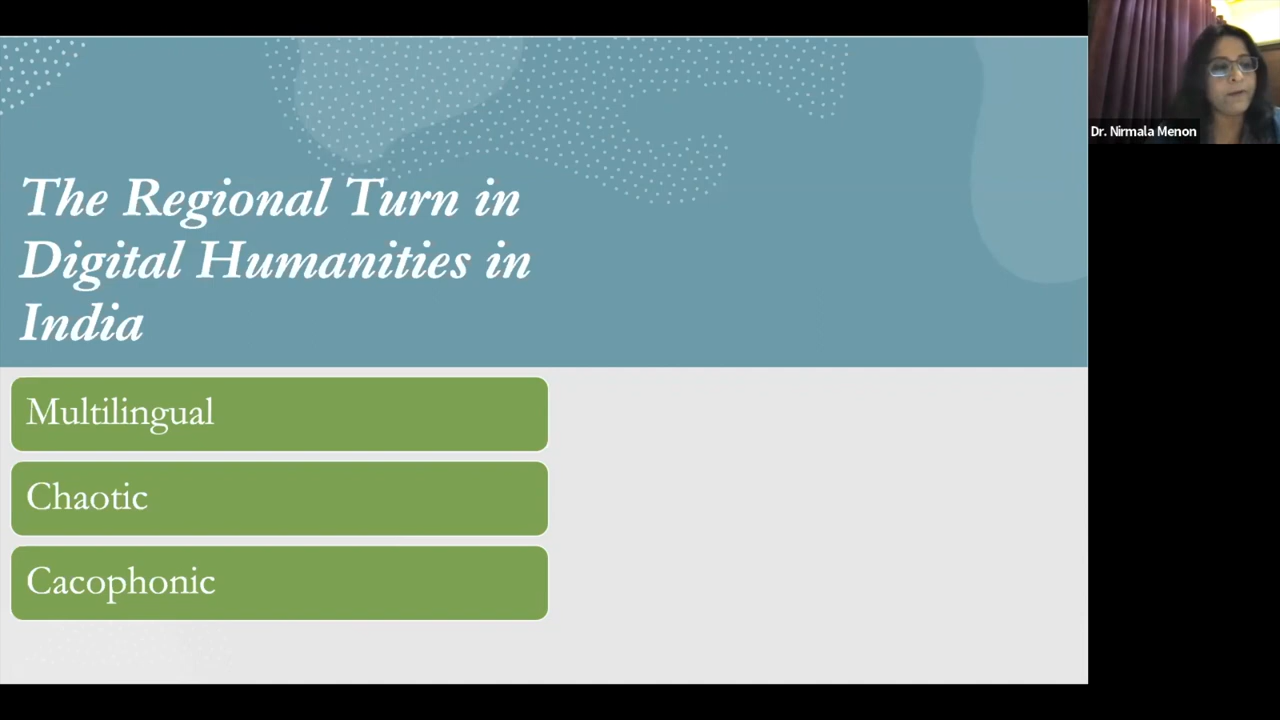 The Regional Turn in
Digital Humanities in
India
Multilingual
Chaotic
Cacophonic
Dr. Nirmala Menon